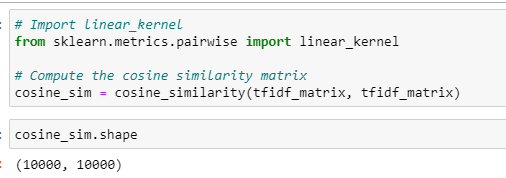 # Import linear_kernel
from sklearn.metrics.pairwise import linear_kernel
# Compute the cosine similarity matrix
cosine_sim = cosine_similarity(tfidf_matrix, tfidf_matrix)
cosine_sim.shape
(10000, 10000)